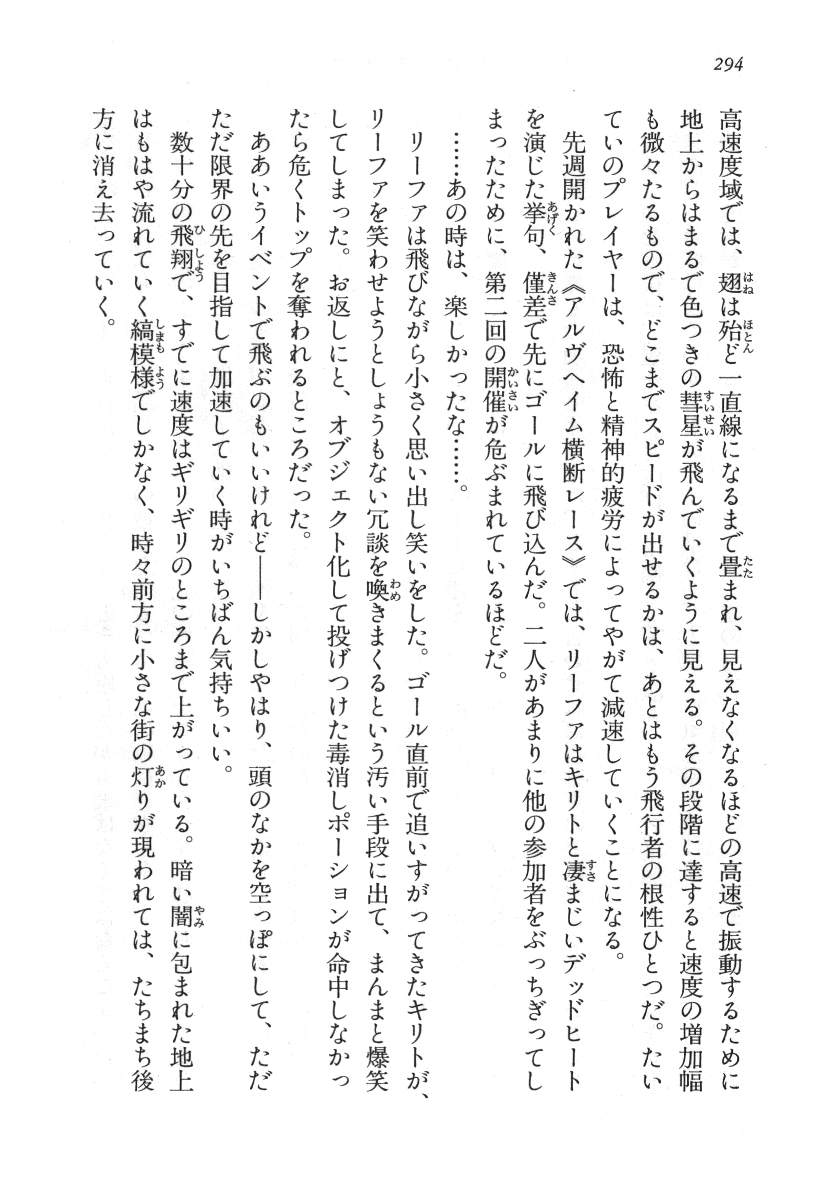 294
高速度域では、翅は殆ど一直線になるまで畳まれ、見えなくなるほどの高速で振動するために
地上からはまるで色つきの彗星が飛んでいくように見える。その段階に達すると速度の増加幅
も微々たるもので、どこまでスピードが出せるかは、あとはもう飛行者の根性ひとつだ。たい
ていのプレイヤーは、恐怖と精神的疲労によってやがて減速していくことになる。
先週開かれた《アルヴヘイム横断レース》では、リーファはキリトと凄まじいデッドヒート
を演じた挙句、僅差で先にゴールに飛び込んだ。二人があまりに他の参加者をぶっちぎってし
まったために、第二回の開催が危ぶまれているほどだ。
……あの時は、楽しかったな……。
リーファは飛びながら小さく思い出し笑いをした。ゴール直前で追いすがってきたキリトが、
リーファを笑わせようとしょうもない冗談を喚きまくるという汚い手段に出て、まんまと爆笑
してしまった。お返しにと、オブジェクト化して投げつけた毒消しポーションが命中しなかっ
たら危くトップを奪われるところだった。
ああいうイベントで飛ぶのもいいけれど――しかしやはり、頭のなかを空っぽにして、ただ
ただ限界の先を目指して加速していく時がいちばん気持ちいい。
数十分の飛翔で、すでに速度はギリギリのところまで上がっている。暗い闇に包まれた地上
はもはや流れていく縞模様でしかなく、時々前方に小さな街の灯りが現われては、たちまち後
方に消え去っていく。